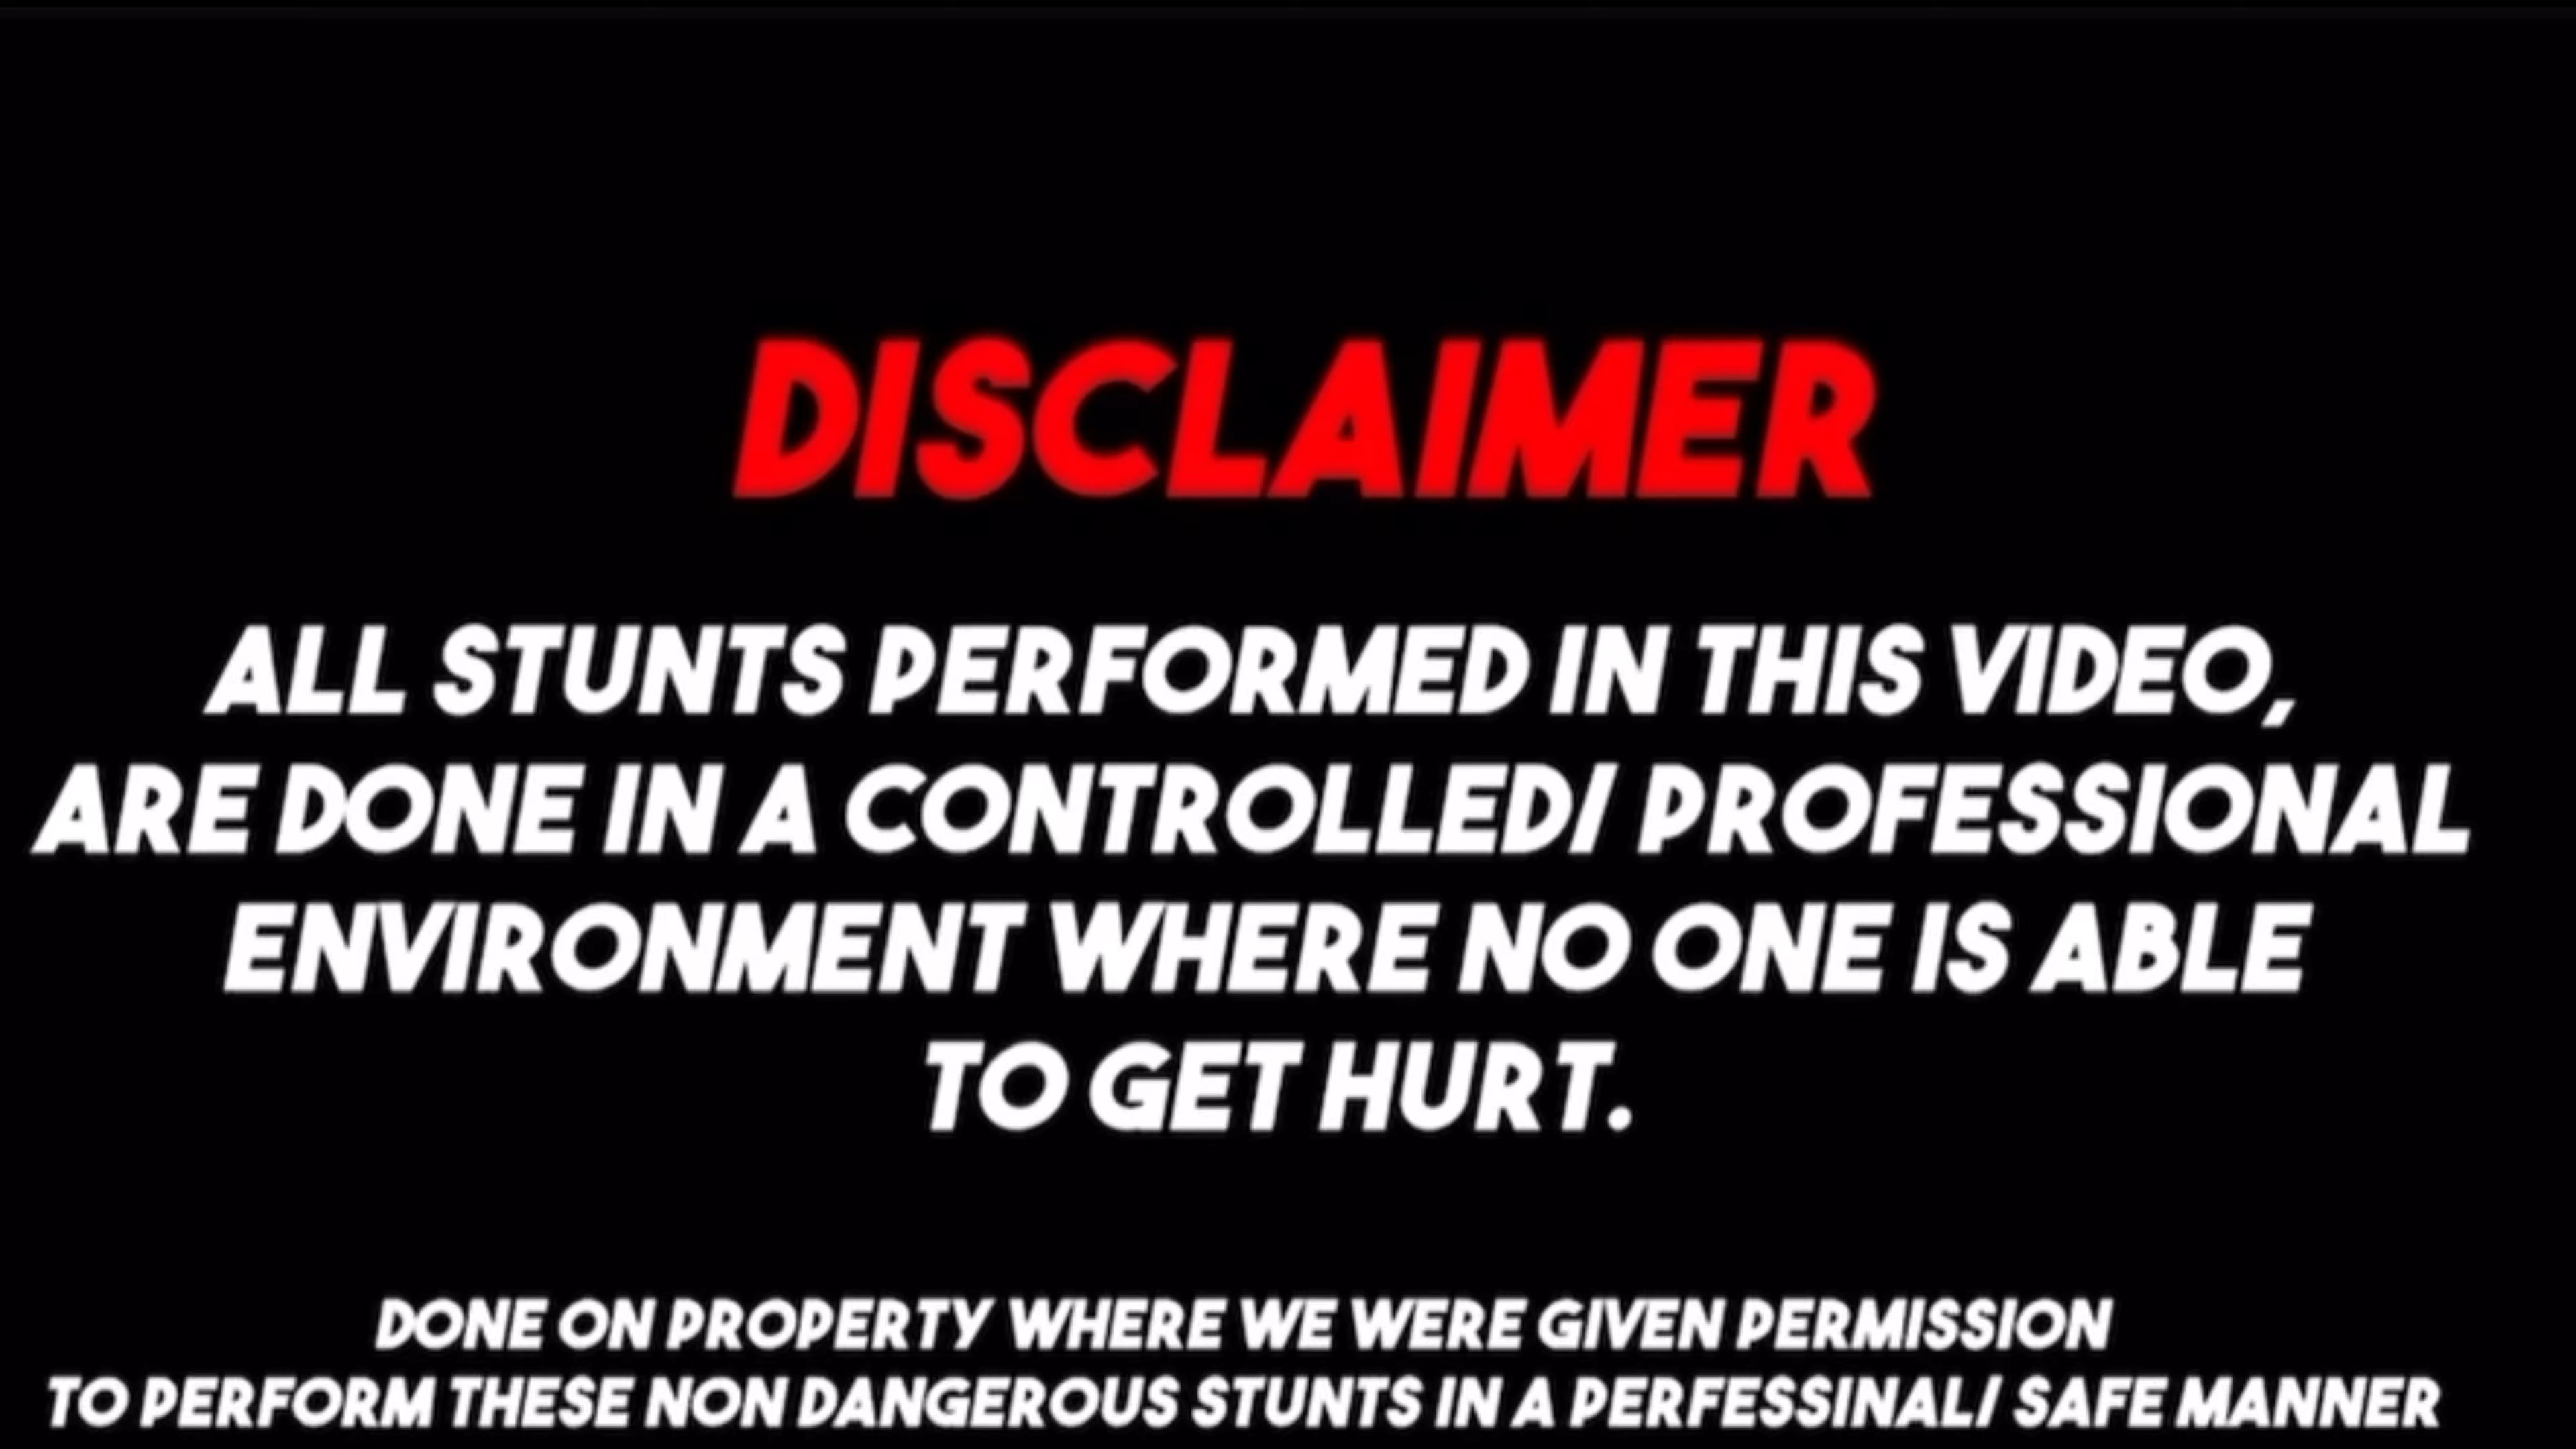 DISCLAIMER
ALL STUNTS PERFORMED IN THIS VIDEO,
ARE DONE IN A CONTROLLED/ PROFESSIONAL
ENVIRONMENT WHERE NO ONE IS ABLE
TO GET HURT.
DONE ON PROPERTY WHERE WE WERE GIVEN PERMISSION
TO PERFORM THESE NON DANGEROUS STUNTS IN A PERFESSINAL/ SAFE MANNER